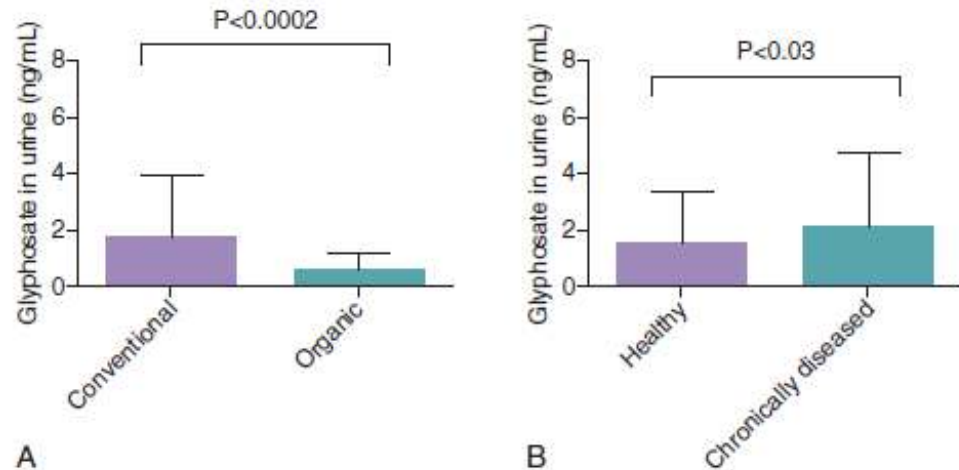 P<0.0002
Glyphosate in urine (ng/mL)
8
6
4
2
0
Conventional
Organic
A
P<0.03
Glyphosate in urine (ng/mL)
8
6
4
2
0
Healthy
Chronically diseased
B